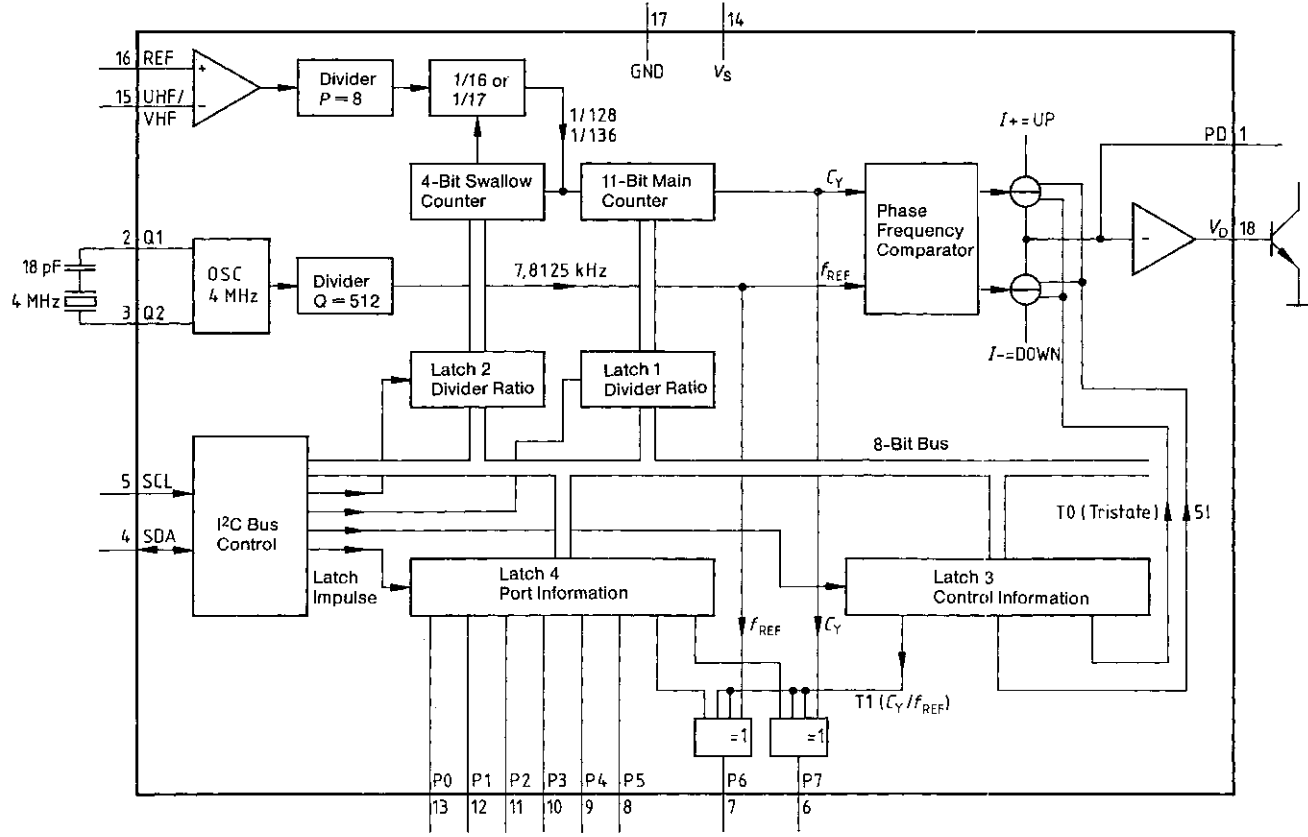 17
14
GND
VS
16 REF
15 UHF/
VHF
+
−
Divider
P = 8
1/16 or
1/17
1/128
1/136
I+=UP
PD 1
4-Bit Swallow
Counter
11-Bit Main
Counter
CY
Phase
Frequency
Comparator
−
VD 18
2 Q1
18 pF
4 MHz
3 Q2
OSC
4 MHz
Divider
Q = 512
7,8125 kHz
fREF
I−=DOWN
Latch 2
Divider Ratio
Latch 1
Divider Ratio
8-Bit Bus
5 SCL
4 SDA
I²C Bus
Control
T0 (Tristate)
5I
Latch
Impulse
Latch 4
Port Information
Latch 3
Control Information
fREF
CY
T1 (CY/fREF)
=1
=1
P0 P1 P2 P3 P4 P5 P6 P7
13 12 11 10 9 8 7 6